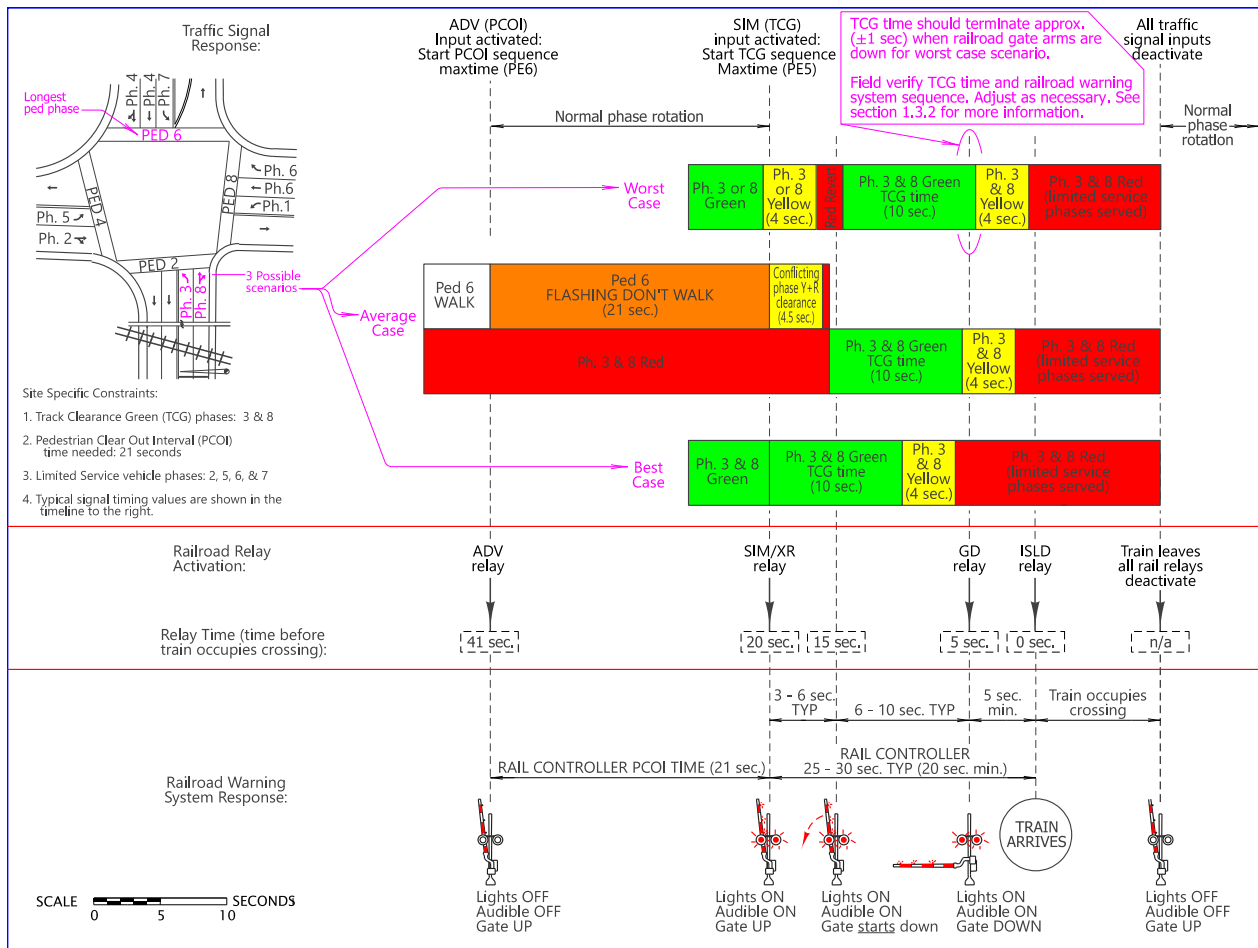 Traffic Signal
Response:
ADV (PCOI)
Input activated:
Start PCOI sequence
maxtime (PE6)
SIM (TCG)
input activated:
Start TCG sequence
Maxtime (PE5)
TCG time should terminate approx.
(±1 sec) when railroad gate arms are
down for worst case scenario.
Field verify TCG time and railroad warning
system sequence. Adjust as necessary. See
section 1.3.2 for more information.
All traffic
signal inputs
deactivate
Normal phase rotation
Normal
phase
rotation
Longest
ped phase
Ph. 4
Ph. 4
Ph. 7
PED 6
PED 8
PED 4
PED 2
Ph. 6
Ph.6
Ph.1
Ph. 5
Ph. 2
Ph. 3
Ph. 8
3 Possible
scenarios
Worst
Case
Ph. 3 or 8
Green
Ph. 3
or 8
Yellow
(4 sec.)
Red Revert
Ph. 3 & 8 Green
TCG time
(10 sec.)
Ph. 3
& 8
Yellow
(4 sec.)
Ph. 3 & 8 Red
(limited service
phases served)
Average
Case
Ped 6
WALK
Ped 6
FLASHING DON'T WALK
(21 sec.)
Conflicting
phase Y+R
clearance
(4.5 sec.)
Ph. 3 & 8 Red
Ph. 3 & 8 Green
TCG time
(10 sec.)
Ph. 3
& 8
Yellow
(4 sec.)
Ph. 3 & 8 Red
(limited service
phases served)
Best
Case
Ph. 3 & 8
Green
Ph. 3 & 8 Green
TCG time
(10 sec.)
Ph. 3
& 8
Yellow
(4 sec.)
Ph. 3 & 8 Red
(limited service
phases served)
Site Specific Constraints:
1. Track Clearance Green (TCG) phases: 3 & 8
2. Pedestrian Clear Out Interval (PCOI)
time needed: 21 seconds
3. Limited Service vehicle phases: 2, 5, 6, & 7
4. Typical signal timing values are shown in the
timeline to the right.
Railroad Relay
Activation:
ADV
relay
SIM/XR
relay
GD
relay
ISLD
relay
Train leaves
all rail relays
deactivate
Relay Time (time before
train occupies crossing):
41 sec.
20 sec.
15 sec.
5 sec.
0 sec.
n/a
3 - 6 sec.
TYP
6 - 10 sec. TYP
5 sec.
min.
Train occupies
crossing
RAIL CONTROLLER PCOI TIME (21 sec.)
RAIL CONTROLLER
25 - 30 sec. TYP (20 sec. min.)
Railroad Warning
System Response:
TRAIN
ARRIVES
Lights OFF
Audible OFF
Gate UP
Lights ON
Audible ON
Gate UP
Lights ON
Audible ON
Gate starts down
Lights ON
Audible ON
Gate DOWN
Lights OFF
Audible OFF
Gate UP
SCALE
0
5
10
SECONDS